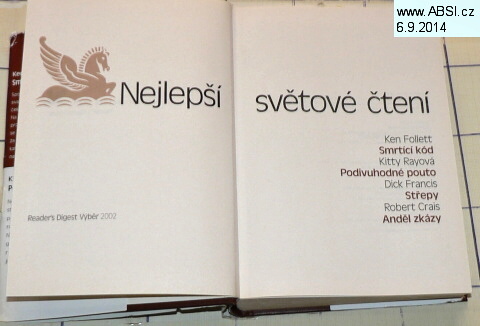 www.ABSI.cz
6.9.2014
Nejlepší světové čtení
Ken Follett
Smrtící kód
Kitty Rayová
Podivuhodné pouto
Dick Francis
Střepy
Robert Crais
Anděl zkázy
Reader's Digest Výběr 2002